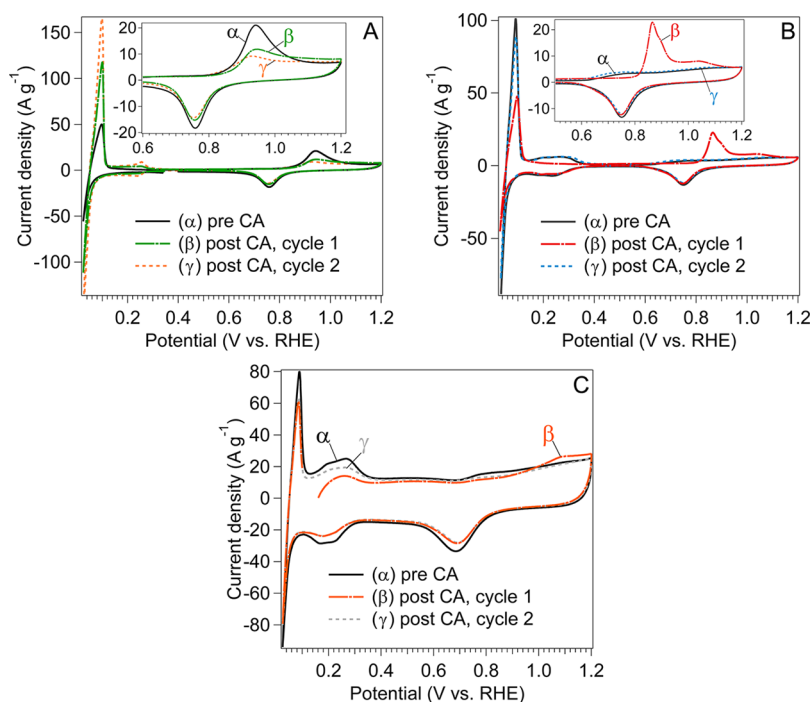 A
Current density (A g-1)
150
100
50
0
-50
-100
20
10
0
-10
-20
0.6
0.8
1.0
1.2
α
β
γ
(α) pre CA
(β) post CA, cycle 1
(γ) post CA, cycle 2
0.2
0.4
0.6
0.8
1.0
1.2
Potential (V vs. RHE)
B
Current density (A g-1)
100
50
0
-50
20
10
0
-10
0.6
0.8
1.0
1.2
α
β
γ
(α) pre CA
(β) post CA, cycle 1
(γ) post CA, cycle 2
0.2
0.4
0.6
0.8
1.0
1.2
Potential (V vs. RHE)
C
Current density (A g-1)
80
60
40
20
0
-20
-40
-60
-80
α
γ
β
(α) pre CA
(β) post CA, cycle 1
(γ) post CA, cycle 2
0.2
0.4
0.6
0.8
1.0
1.2
Potential (V vs. RHE)